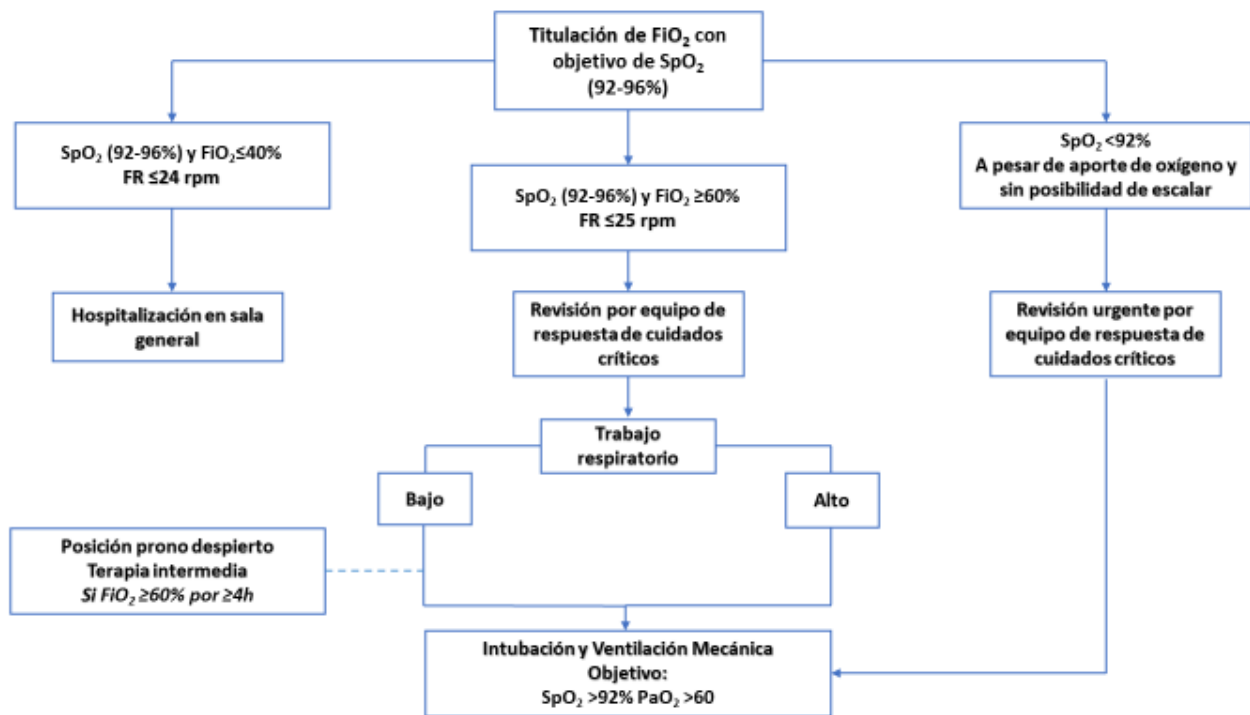 Titulación de FiO₂ con
objetivo de SpO₂
(92-96%)
SpO₂ (92-96%) y FiO₂≤40%
FR ≤24 rpm
SpO₂ (92-96%) y FiO₂ ≥60%
FR ≤25 rpm
SpO₂ <92%
A pesar de aporte de oxígeno y
sin posibilidad de escalar
Hospitalización en sala
general
Revisión por equipo de
respuesta de cuidados
críticos
Revisión urgente por
equipo de respuesta de
cuidados críticos
Trabajo
respiratorio
Bajo
Alto
Posición prono despierto
Terapia intermedia
Si FiO₂ ≥60% por ≥4h
Intubación y Ventilación Mecánica
Objetivo:
SpO₂ >92% PaO₂ >60